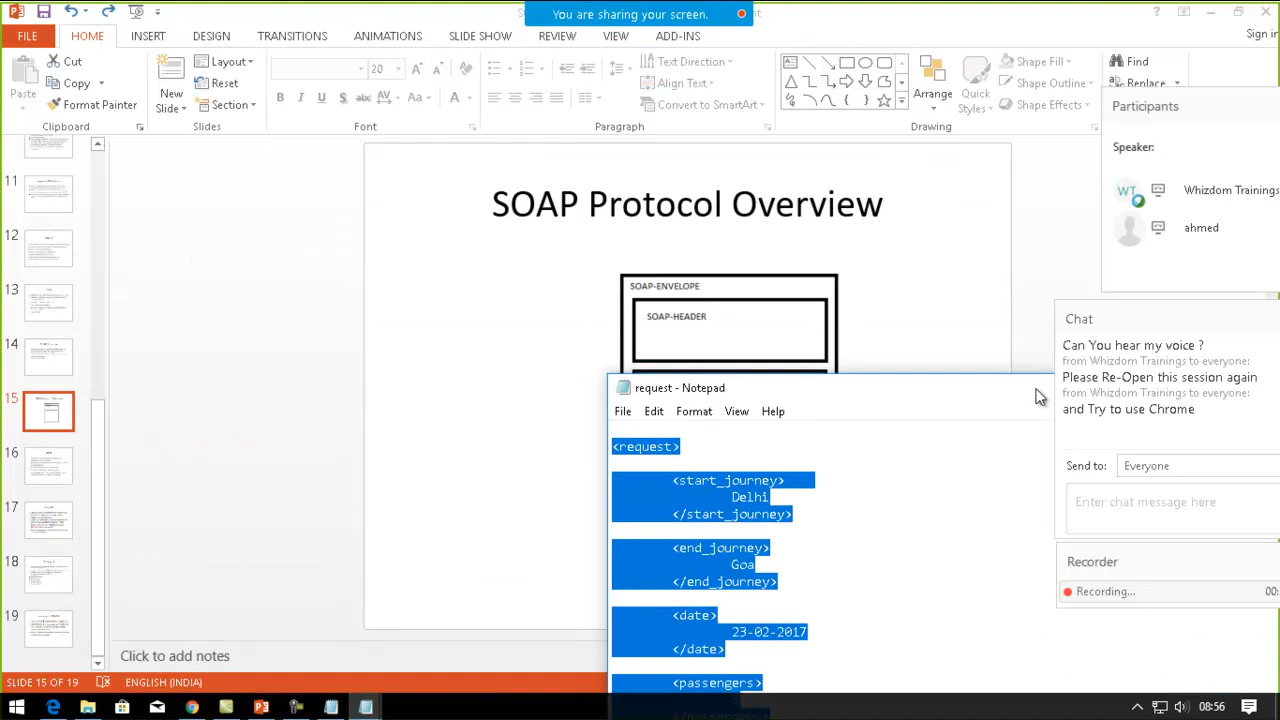 You are sharing your screen.
FILE
HOME
INSERT
DESIGN
TRANSITIONS
ANIMATIONS
SLIDE SHOW
REVIEW
VIEW
ADD-INS
Sign in
Paste
Cut
Copy
Format Painter
Clipboard
New
Slide
Layout
Reset
Section
Slides
20
Font
Text Direction
Align Text
Convert to SmartArt
Paragraph
Arrange
Quick
Styles
Shape Fill
Shape Outline
Shape Effects
Drawing
Find
Replace
Participants
Speaker:
WT Whizdom Trainings
ahmed
11
12
13
14
15
16
17
18
19
SOAP Protocol Overview
SOAP-ENVELOPE
SOAP-HEADER
request - Notepad
File Edit Format View Help
<request>
<start_journey>
Delhi
</start_journey>
<end_journey>
Goa
</end_journey>
<date>
23-02-2017
</date>
<passengers>
Chat
Can You hear my voice ?
from Whizdom Trainings to everyone:
Please Re-Open this session again
from Whizdom Trainings to everyone:
and Try to use Chrome
Send to: Everyone
Enter chat message here
Recorder
Recording...
00:
Click to add notes
SLIDE 15 OF 19
ENGLISH (INDIA)
08:56